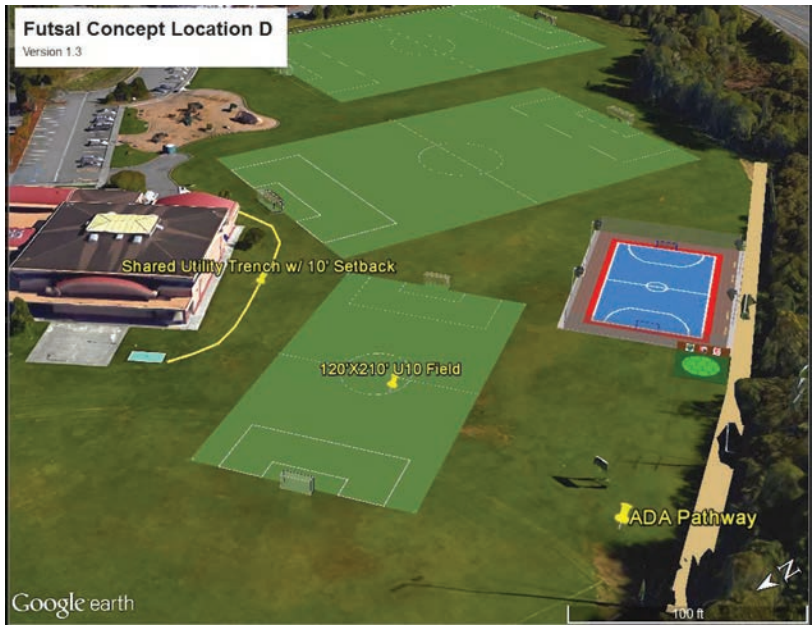 Futsal Concept Location D
Version 1.3
Shared Utility Trench w/ 10' Setback
120'X210' U10 Field
ADA Pathway
N
Google earth
100 ft